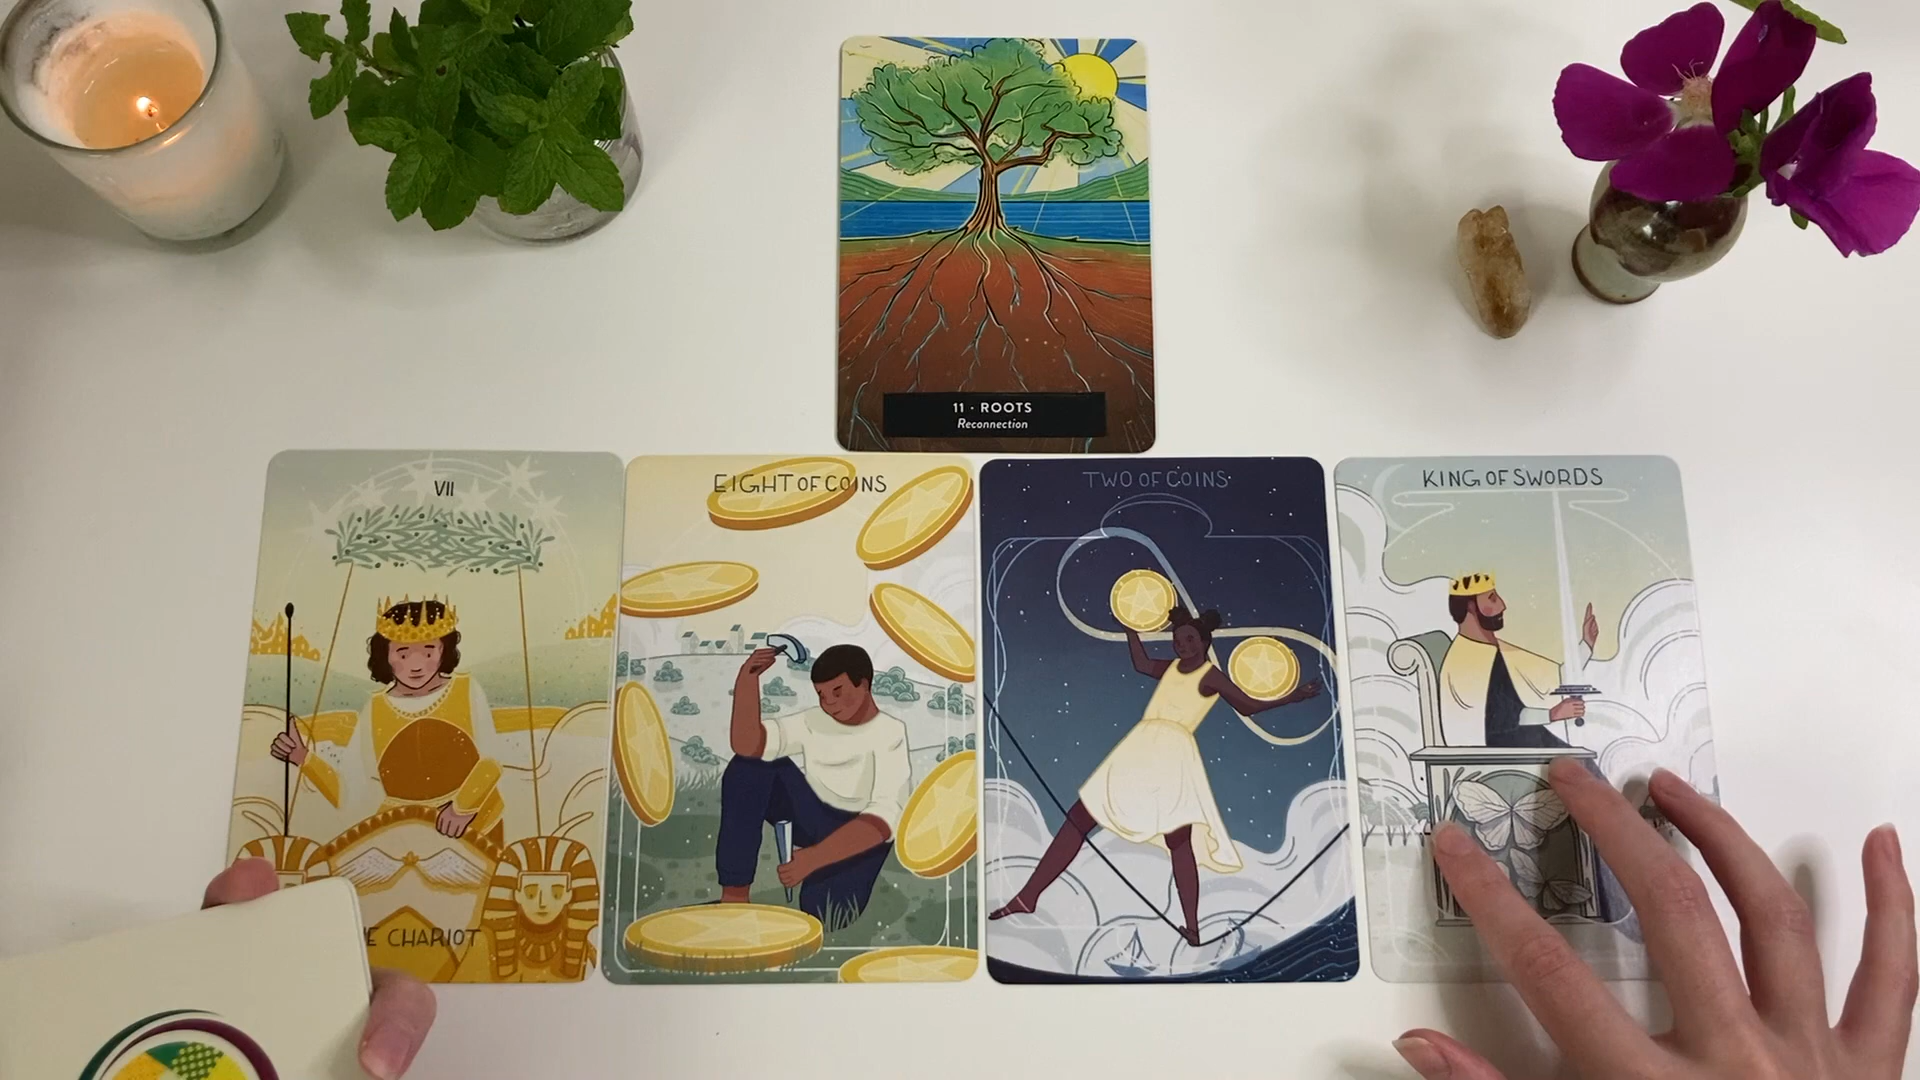 11 · ROOTS
Reconnection
VII
EIGHT OF COINS
TWO OF COINS
KING OF SWORDS
E CHARIOT